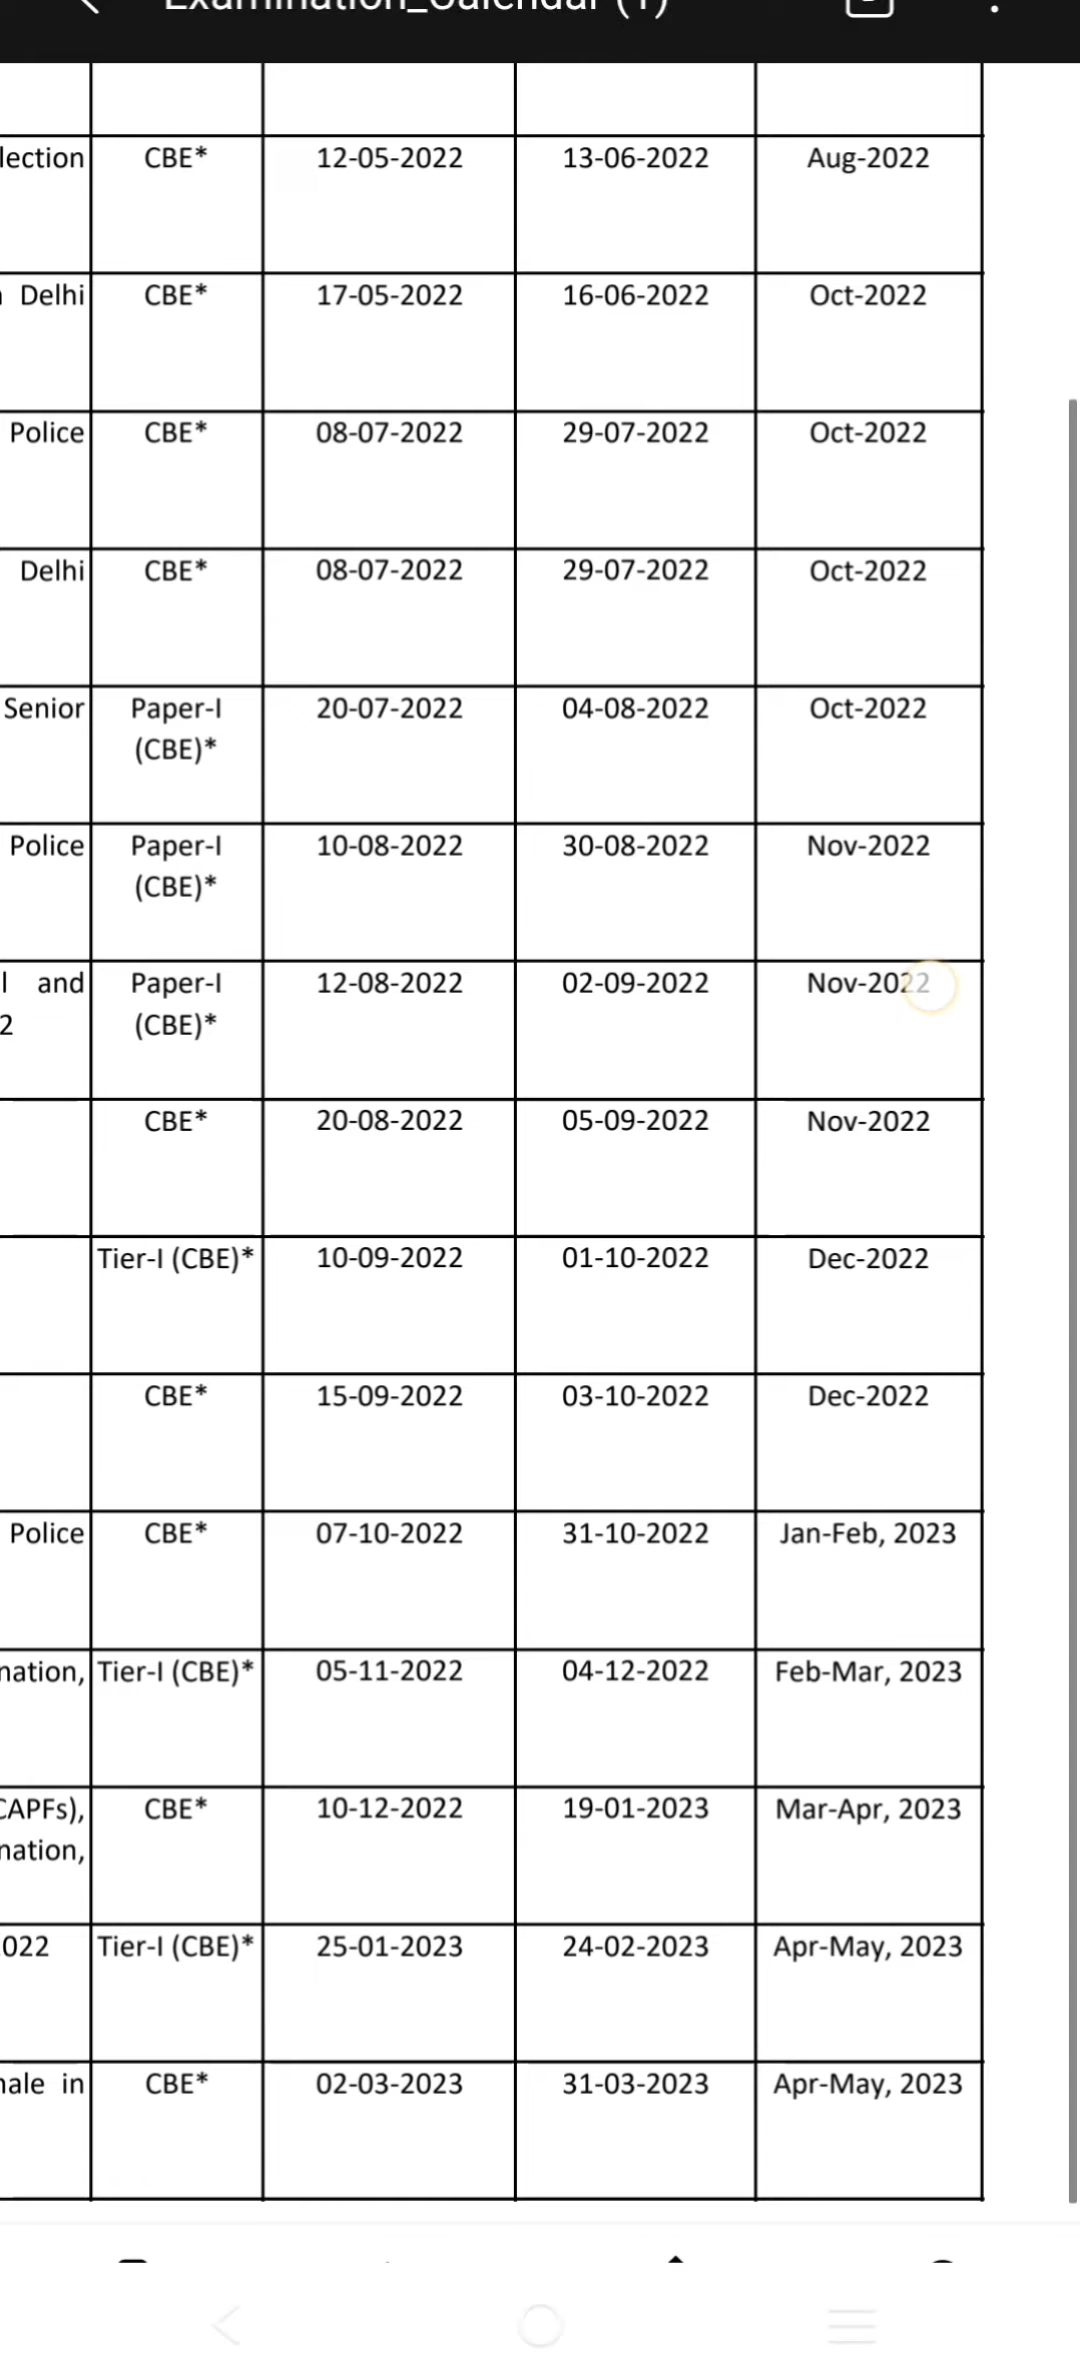 Examination_Calendar (1)
lection CBE* 12-05-2022 13-06-2022 Aug-2022
Delhi CBE* 17-05-2022 16-06-2022 Oct-2022
Police CBE* 08-07-2022 29-07-2022 Oct-2022
Delhi CBE* 08-07-2022 29-07-2022 Oct-2022
Senior Paper-I 20-07-2022 04-08-2022 Oct-2022
(CBE)*
Police Paper-I 10-08-2022 30-08-2022 Nov-2022
(CBE)*
l and Paper-I 12-08-2022 02-09-2022 Nov-2022
2 (CBE)*
CBE* 20-08-2022 05-09-2022 Nov-2022
Tier-I (CBE)* 10-09-2022 01-10-2022 Dec-2022
CBE* 15-09-2022 03-10-2022 Dec-2022
Police CBE* 07-10-2022 31-10-2022 Jan-Feb, 2023
nation, Tier-I (CBE)* 05-11-2022 04-12-2022 Feb-Mar, 2023
CAPFs), CBE* 10-12-2022 19-01-2023 Mar-Apr, 2023
nation,
022 Tier-I (CBE)* 25-01-2023 24-02-2023 Apr-May, 2023
nale in CBE* 02-03-2023 31-03-2023 Apr-May, 2023